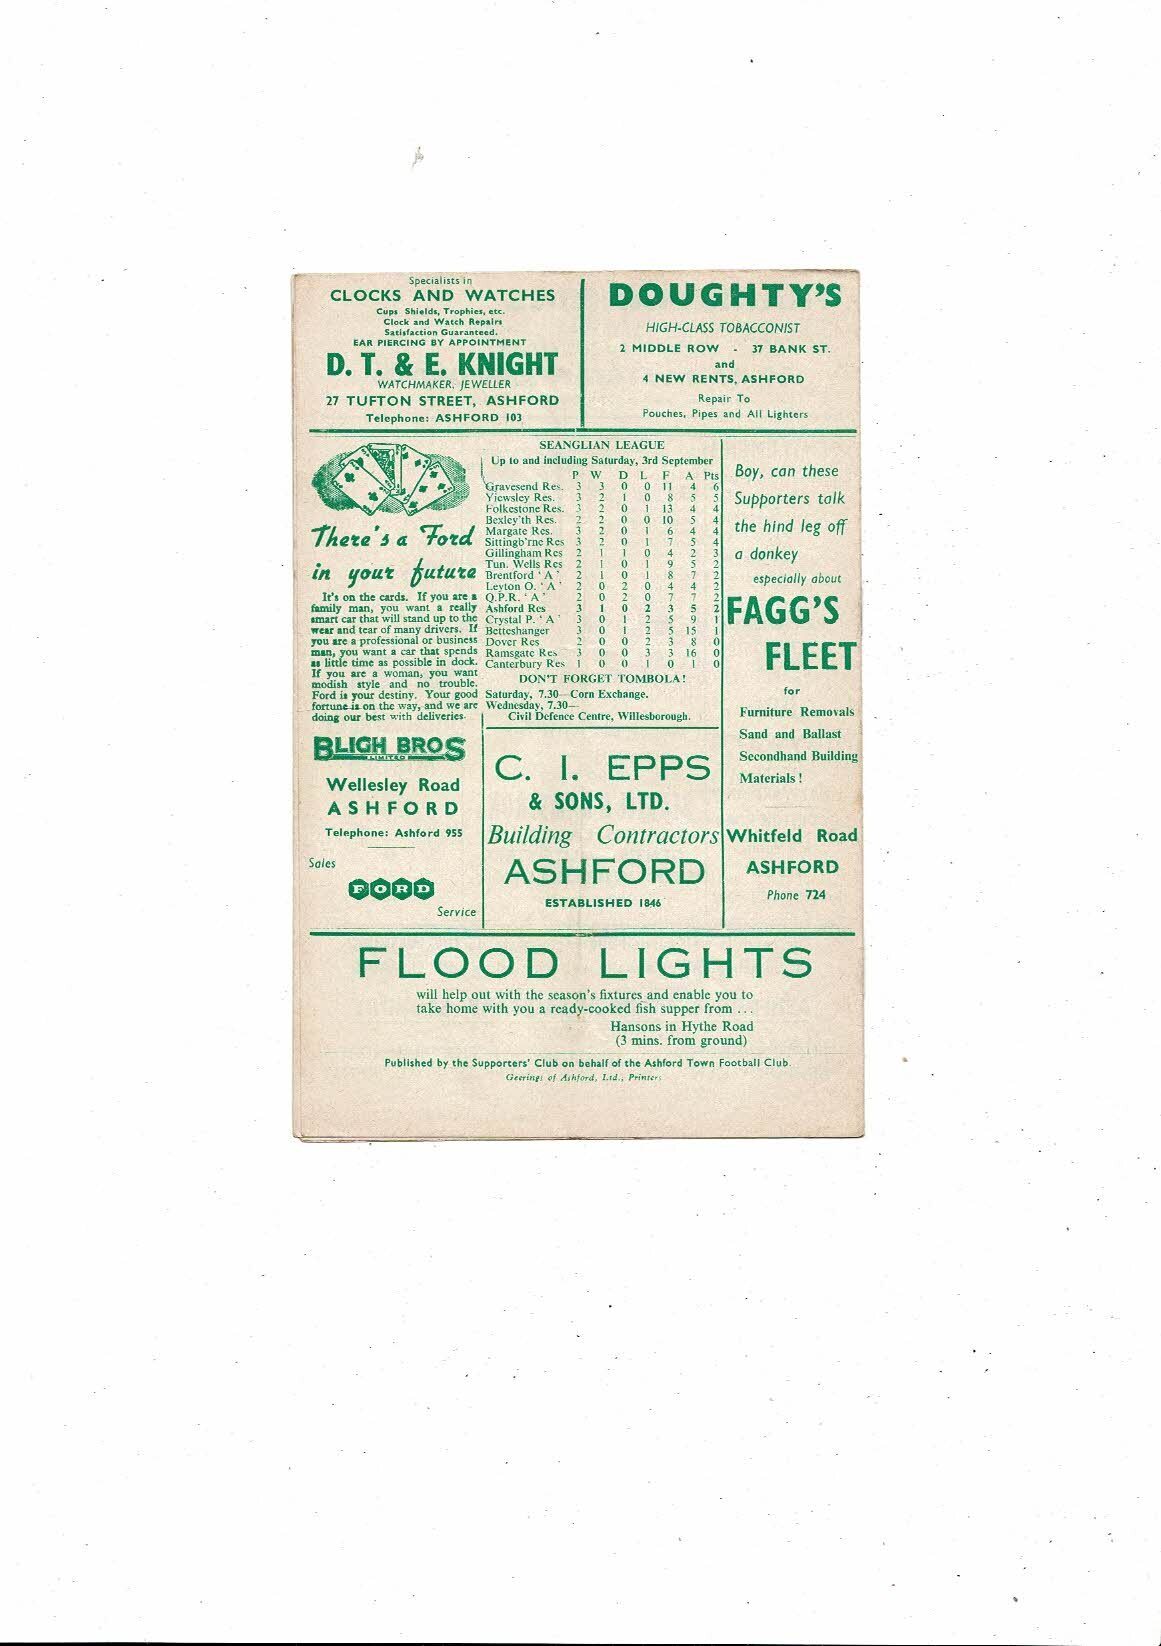 Specialists in
CLOCKS AND WATCHES
Cups Shields, Trophies, etc.
Clock and Watch Repairs
Satisfaction Guaranteed.
EAR PIERCING BY APPOINTMENT
D. T. & E. KNIGHT
WATCHMAKER, JEWELLER
27 TUFTON STREET, ASHFORD
Telephone: ASHFORD 103
DOUGHTY'S
HIGH-CLASS TOBACCONIST
2 MIDDLE ROW - 37 BANK ST.
and
4 NEW RENTS, ASHFORD
Repair To
Pouches, Pipes and All Lighters
There's a Ford
in your future
It's on the cards. If you are a
family man, you want a really
smart car that will stand up to the
wear and tear of many drivers. If
you are a professional or business
man, you want a car that spends
as little time as possible in dock.
If you are a woman, you want
modish style and no trouble.
Ford is your destiny. Your good
fortune is on the way, and we are
doing our best with deliveries.
BLIGH BROS
LIMITED
Wellesley Road
ASHFORD
Telephone: Ashford 955
Sales
FORD
Service
SEANGLIAN LEAGUE
Up to and including Saturday, 3rd September
P W D L F A Pts
Gravesend Res. 3 3 0 0 11 4 6
Yiewsley Res. 3 2 1 0 8 5 5
Folkestone Res. 3 2 0 1 13 4 4
Bexley'th Res. 2 2 0 0 10 5 4
Margate Res. 3 2 0 1 6 4 4
Sittingb'rne Res 3 2 0 1 7 5 4
Gillingham Res 2 1 1 0 4 2 3
Tun. Wells Res 2 1 0 1 9 5 2
Brentford 'A' 2 1 0 1 8 7 2
Leyton O. 'A' 2 0 2 0 4 4 2
Q.P.R. 'A' 2 0 2 0 7 7 2
Ashford Res 3 1 0 2 3 5 2
Crystal P. 'A' 3 0 1 2 5 9 1
Betteshanger 3 0 1 2 5 15 1
Dover Res 2 0 0 2 3 8 0
Ramsgate Res 3 0 0 3 3 16 0
Canterbury Res 1 0 0 1 0 1 0
DON'T FORGET TOMBOLA!
Saturday, 7.30—Corn Exchange.
Wednesday, 7.30—
Civil Defence Centre, Willesborough.
C. I. EPPS
& SONS, LTD.
Building Contractors
ASHFORD
ESTABLISHED 1846
Boy, can these
Supporters talk
the hind leg off
a donkey
especially about
FAGG'S
FLEET
for
Furniture Removals
Sand and Ballast
Secondhand Building
Materials!
Whitfeld Road
ASHFORD
Phone 724
FLOOD LIGHTS
will help out with the season's fixtures and enable you to
take home with you a ready-cooked fish supper from ...
Hansons in Hythe Road
(3 mins. from ground)
Published by the Supporters' Club on behalf of the Ashford Town Football Club.
Geerings of Ashford, Ltd., Printers